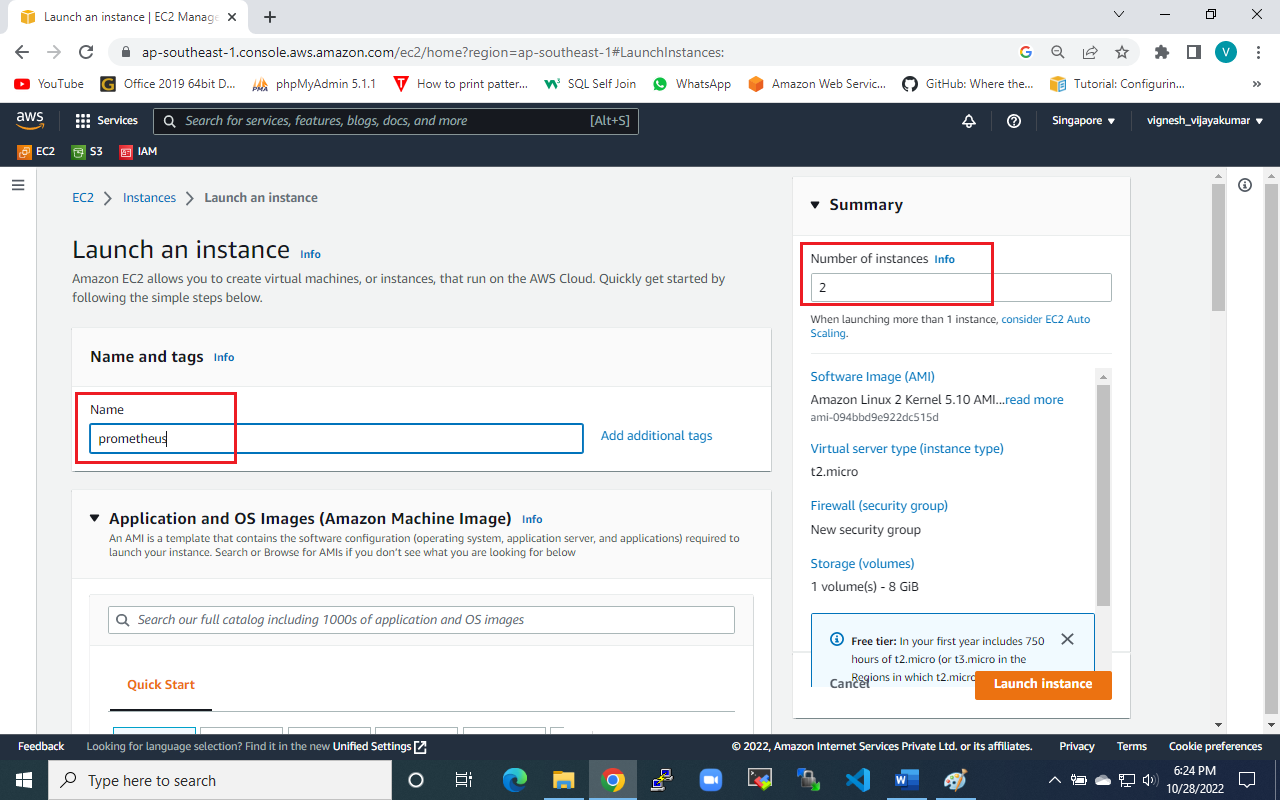 Launch an instance | EC2 Manage
ap-southeast-1.console.aws.amazon.com/ec2/home?region=ap-southeast-1#LaunchInstances:
V
YouTube
Office 2019 64bit D...
phpMyAdmin 5.1.1
How to print patter...
SQL Self Join
WhatsApp
Amazon Web Servic...
GitHub: Where the...
Tutorial: Configurin...
»
aws
Services
Search for services, features, blogs, docs, and more
[Alt+S]
Singapore
vignesh_vijayakumar
EC2
S3
IAM
EC2
Instances
Launch an instance
Launch an instance Info
Amazon EC2 allows you to create virtual machines, or instances, that run on the AWS Cloud. Quickly get started by
following the simple steps below.
Name and tags Info
Name
prometheus
Add additional tags
Application and OS Images (Amazon Machine Image) Info
An AMI is a template that contains the software configuration (operating system, application server, and applications) required to
launch your instance. Search or Browse for AMIs if you don't see what you are looking for below
Search our full catalog including 1000s of application and OS images
Quick Start
Summary
Number of instances Info
2
When launching more than 1 instance, consider EC2 Auto
Scaling.
Software Image (AMI)
Amazon Linux 2 Kernel 5.10 AMI...read more
ami-094bbd9e922dc515d
Virtual server type (instance type)
t2.micro
Firewall (security group)
New security group
Storage (volumes)
1 volume(s) - 8 GiB
Free tier: In your first year includes 750
hours of t2.micro (or t3.micro in the
Regions in which t2.micro
Cancel
Launch instance
Feedback
Looking for language selection? Find it in the new Unified Settings
© 2022, Amazon Internet Services Private Ltd. or its affiliates.
Privacy
Terms
Cookie preferences
Type here to search
6:24 PM
10/28/2022